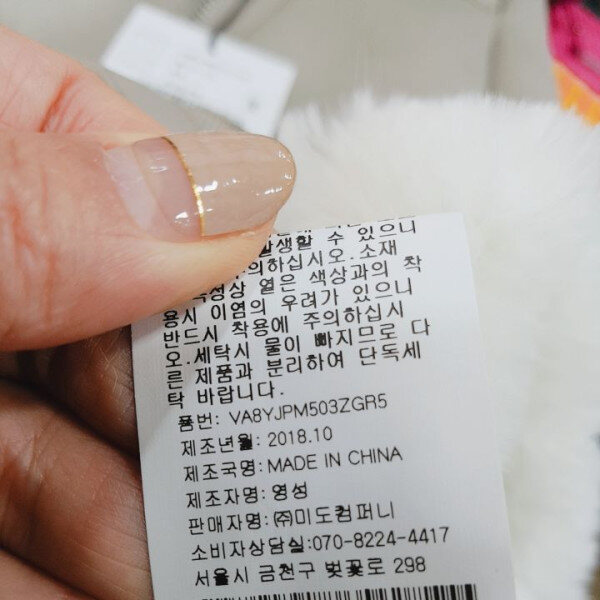 발생할 수 있으니
주의하십시오.소재
특성상 옅은 색상과의 착
용시 이염의 우려가 있으니
반드시 착용에 주의하십시
오.세탁시 물이 빠지므로 다
른 제품과 분리하여 단독세
탁 바랍니다.
품번: VA8YJPM503ZGR5
제조년월: 2018.10
제조국명: MADE IN CHINA
제조자명: 영성
판매자명: ㈜미도컴퍼니
소비자상담실:070-8224-4417
서울시 금천구 벚꽃로 298